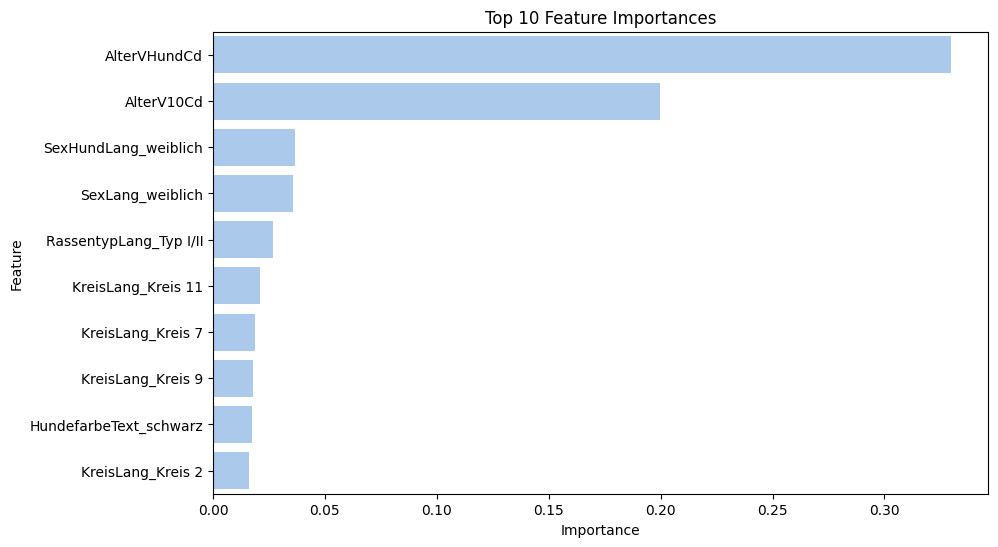 Top 10 Feature Importances
AlterVHundCd
AlterV10Cd
SexHundLang_weiblich
SexLang_weiblich
RassentypLang_Typ I/II
KreisLang_Kreis 11
KreisLang_Kreis 7
KreisLang_Kreis 9
HundefarbeText_schwarz
KreisLang_Kreis 2
Feature
0.00 0.05 0.10 0.15 0.20 0.25 0.30
Importance